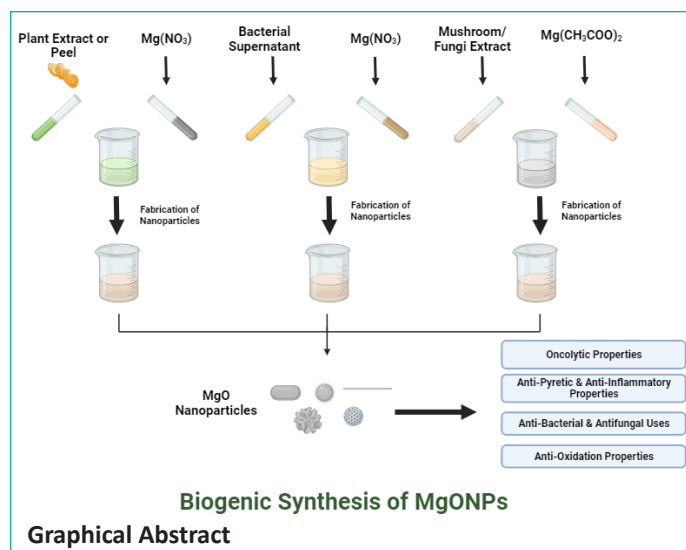 Plant Extract or
Peel
Mg(NO₃)
Bacterial
Supernatant
Mg(NO₃)
Mushroom/
Fungi Extract
Mg(CH₃COO)₂
Fabrication of
Nanoparticles
Fabrication of
Nanoparticles
Fabrication of
Nanoparticles
MgO
Nanoparticles
Oncolytic Properties
Anti-Pyretic & Anti-Inflammatory
Properties
Anti-Bacterial & Antifungal Uses
Anti-Oxidation Properties
Biogenic Synthesis of MgONPs
Graphical Abstract